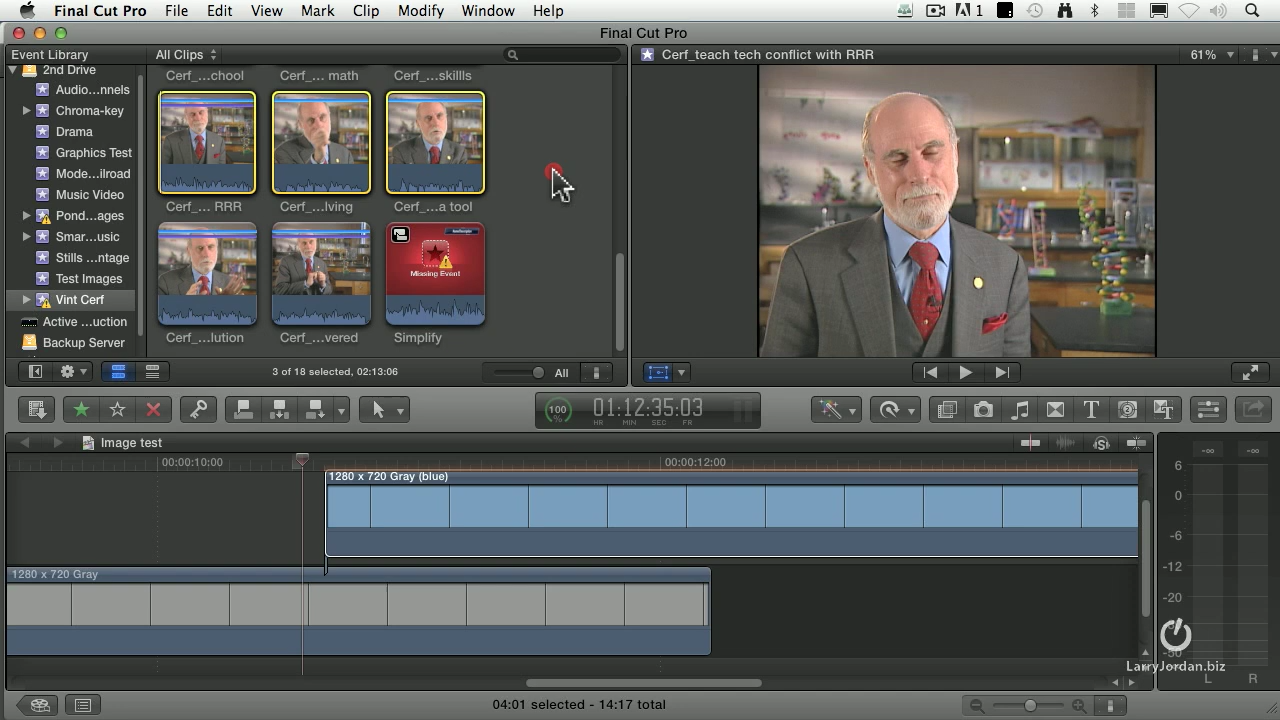 Final Cut Pro File Edit View Mark Clip Modify Window Help 1
Final Cut Pro
Event Library All Clips Cerf_teach tech conflict with RRR 61%
2nd Drive
Audio...nnels
Chroma-key
Drama
Graphics Test
Mode...ilroad
Music Video
Pond...ages
Smar...usic
Stills ...ntage
Test Images
Vint Cerf
Active ...uction
Backup Server
Cerf_...chool Cerf_... math Cerf_...skillls
Cerf_... RRR Cerf_...lving Cerf_...a tool
Missing Event
Cerf_...lution Cerf_...vered Simplify
3 of 18 selected, 02:13:06 All
100 % 01:12:35:03
HR MIN SEC FR
T 2 T
Image test
00:00:10:00 00:00:12:00
1280 x 720 Gray (blue)
1280 x 720 Gray
-∞ -∞
6
0
-6
-12
-20
-50
L R
LarryJordan.biz
04:01 selected - 14:17 total